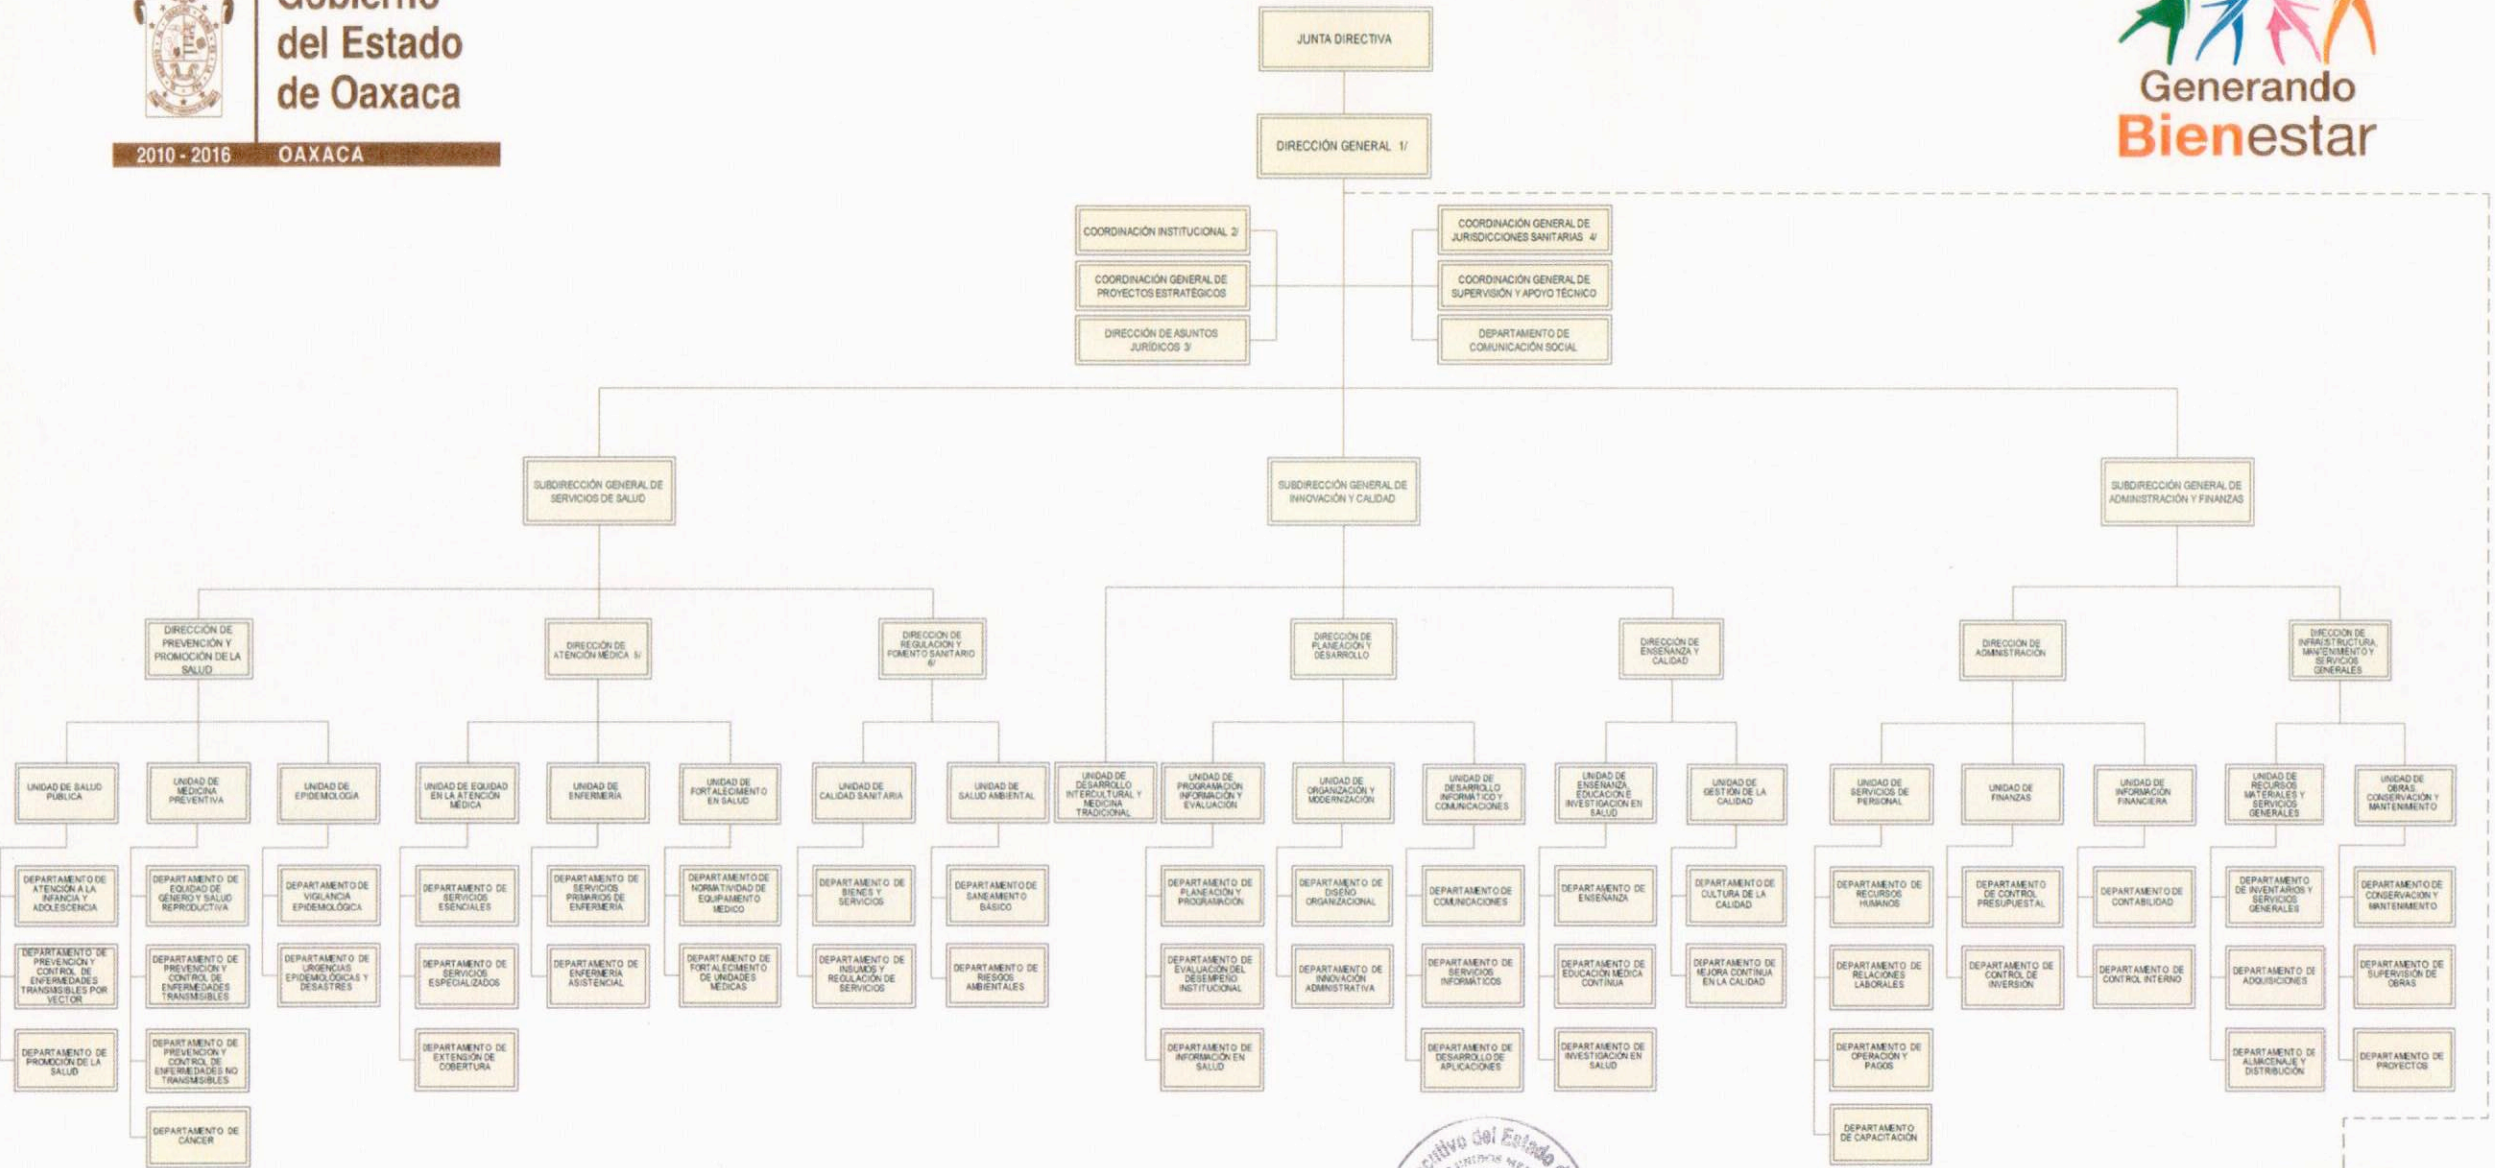 Gobierno
del Estado
de Oaxaca
2010 - 2016 OAXACA
Generando
Bienestar
JUNTA DIRECTIVA
DIRECCIÓN GENERAL 1/
COORDINACIÓN INSTITUCIONAL 2/
COORDINACIÓN GENERAL DE
PROYECTOS ESTRATÉGICOS
DIRECCIÓN DE ASUNTOS
JURÍDICOS 3/
COORDINACIÓN GENERAL DE
JURISDICCIONES SANITARIAS 4/
COORDINACIÓN GENERAL DE
SUPERVISIÓN Y APOYO TÉCNICO
DEPARTAMENTO DE
COMUNICACIÓN SOCIAL
SUBDIRECCIÓN GENERAL DE
SERVICIOS DE SALUD
SUBDIRECCIÓN GENERAL DE
INNOVACIÓN Y CALIDAD
SUBDIRECCIÓN GENERAL DE
ADMINISTRACIÓN Y FINANZAS
DIRECCIÓN DE
PREVENCIÓN Y
PROMOCIÓN DE LA
SALUD
DIRECCIÓN DE
ATENCIÓN MÉDICA 5/
DIRECCIÓN DE
REGULACIÓN Y
FOMENTO SANITARIO
6/
DIRECCIÓN DE
PLANEACIÓN Y
DESARROLLO
DIRECCIÓN DE
ENSEÑANZA Y
CALIDAD
DIRECCIÓN DE
ADMINISTRACIÓN
DIRECCIÓN DE
INFRAESTRUCTURA,
MANTENIMIENTO Y
SERVICIOS
GENERALES
UNIDAD DE SALUD
PÚBLICA
UNIDAD DE
MEDICINA
PREVENTIVA
UNIDAD DE
EPIDEMIOLOGÍA
UNIDAD DE EQUIDAD
EN LA ATENCIÓN
MÉDICA
UNIDAD DE
ENFERMERÍA
UNIDAD DE
FORTALECIMIENTO
EN SALUD
UNIDAD DE
CALIDAD SANITARIA
UNIDAD DE
SALUD AMBIENTAL
UNIDAD DE
DESARROLLO
INTERCULTURAL Y
MEDICINA
TRADICIONAL
UNIDAD DE
PROGRAMACIÓN
INFORMACIÓN Y
EVALUACIÓN
UNIDAD DE
ORGANIZACIÓN Y
MODERNIZACIÓN
UNIDAD DE
DESARROLLO
INFORMÁTICO Y
COMUNICACIONES
UNIDAD DE
ENSEÑANZA,
EDUCACIÓN E
INVESTIGACIÓN EN
SALUD
UNIDAD DE
GESTIÓN DE LA
CALIDAD
UNIDAD DE
SERVICIOS DE
PERSONAL
UNIDAD DE
FINANZAS
UNIDAD DE
INFORMACIÓN
FINANCIERA
UNIDAD DE
RECURSOS
MATERIALES Y
SERVICIOS
GENERALES
UNIDAD DE
OBRAS,
CONSERVACIÓN Y
MANTENIMIENTO
DEPARTAMENTO DE
ATENCIÓN A LA
INFANCIA Y
ADOLESCENCIA
DEPARTAMENTO DE
EQUIDAD DE
GÉNERO Y SALUD
REPRODUCTIVA
DEPARTAMENTO DE
VIGILANCIA
EPIDEMIOLÓGICA
DEPARTAMENTO DE
SERVICIOS
ESENCIALES
DEPARTAMENTO DE
SERVICIOS
PRIMARIOS DE
ENFERMERÍA
DEPARTAMENTO DE
NORMATIVIDAD DE
EQUIPAMIENTO
MÉDICO
DEPARTAMENTO DE
BIENES Y
SERVICIOS
DEPARTAMENTO DE
SANEAMIENTO
BÁSICO
DEPARTAMENTO DE
PLANEACIÓN Y
PROGRAMACIÓN
DEPARTAMENTO DE
DISEÑO
ORGANIZACIONAL
DEPARTAMENTO DE
COMUNICACIONES
DEPARTAMENTO DE
ENSEÑANZA
DEPARTAMENTO DE
CULTURA DE LA
CALIDAD
DEPARTAMENTO DE
RECURSOS
HUMANOS
DEPARTAMENTO
DE CONTROL
PRESUPUESTAL
DEPARTAMENTO DE
CONTABILIDAD
DEPARTAMENTO
DE INVENTARIOS Y
SERVICIOS
GENERALES
DEPARTAMENTO DE
CONSERVACIÓN Y
MANTENIMIENTO
DEPARTAMENTO DE
PREVENCIÓN Y
CONTROL DE
ENFERMEDADES
TRANSMISIBLES POR
VECTOR
DEPARTAMENTO DE
PREVENCIÓN Y
CONTROL DE
ENFERMEDADES
TRANSMISIBLES
DEPARTAMENTO DE
URGENCIAS
EPIDEMIOLÓGICAS Y
DESASTRES
DEPARTAMENTO DE
SERVICIOS
ESPECIALIZADOS
DEPARTAMENTO DE
ENFERMERÍA
ASISTENCIAL
DEPARTAMENTO DE
FORTALECIMIENTO
DE UNIDADES
MÉDICAS
DEPARTAMENTO DE
INSUMOS Y
REGULACIÓN DE
SERVICIOS
DEPARTAMENTO DE
RIESGOS
AMBIENTALES
DEPARTAMENTO DE
EVALUACIÓN DEL
DESEMPEÑO
INSTITUCIONAL
DEPARTAMENTO DE
INNOVACIÓN
ADMINISTRATIVA
DEPARTAMENTO DE
SERVICIOS
INFORMÁTICOS
DEPARTAMENTO DE
EDUCACIÓN MÉDICA
CONTÍNUA
DEPARTAMENTO DE
MEJORA CONTÍNUA
EN LA CALIDAD
DEPARTAMENTO DE
RELACIONES
LABORALES
DEPARTAMENTO DE
CONTROL DE
INVERSIÓN
DEPARTAMENTO DE
CONTROL INTERNO
DEPARTAMENTO DE
ADQUISICIONES
DEPARTAMENTO DE
SUPERVISIÓN DE
OBRAS
DEPARTAMENTO DE
PROMOCIÓN DE LA
SALUD
DEPARTAMENTO DE
PREVENCIÓN Y
CONTROL DE
ENFERMEDADES NO
TRANSMISIBLES
DEPARTAMENTO DE
EXTENSIÓN DE
COBERTURA
DEPARTAMENTO DE
INFORMACIÓN EN
SALUD
DEPARTAMENTO DE
DESARROLLO DE
APLICACIONES
DEPARTAMENTO DE
INVESTIGACIÓN EN
SALUD
DEPARTAMENTO DE
OPERACIÓN Y
PAGOS
DEPARTAMENTO DE
ALMACENAJE Y
DISTRIBUCIÓN
DEPARTAMENTO DE
PROYECTOS
DEPARTAMENTO DE
CÁNCER
DEPARTAMENTO
DE CAPACITACIÓN
del Estado